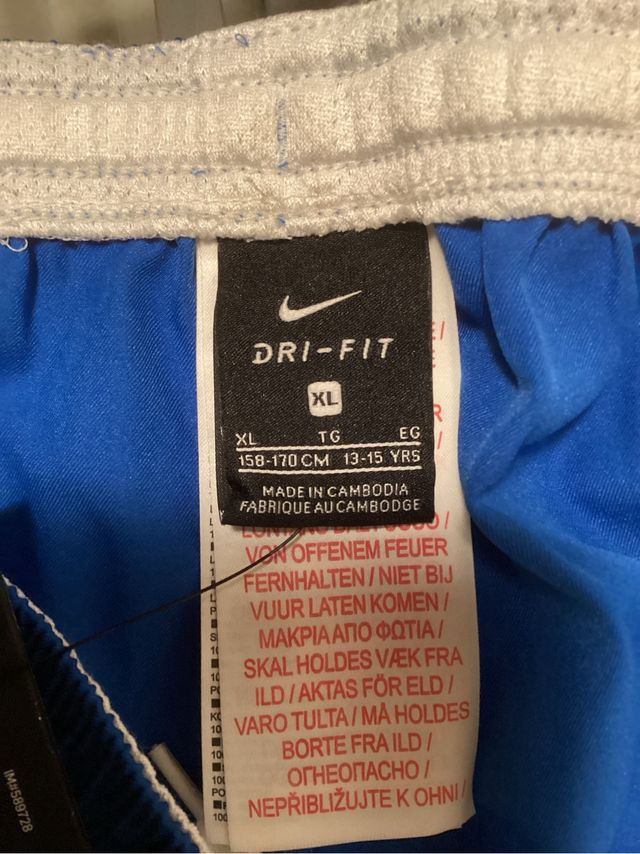 DRI-FIT
XL
XL TG EG
158-170 CM 13-15 YRS
MADE IN CAMBODIA
FABRIQUE AU CAMBODGE
VON OFFENEM FEUER
FERNHALTEN / NIET BIJ
VUUR LATEN KOMEN /
ΜΑΚΡΙΑ ΑΠΟ ΦΩΤΙΑ /
SKAL HOLDES VÆK FRA
ILD / AKTAS FÖR ELD /
VARO TULTA / MÅ HOLDES
BORTE FRA ILD /
ОГНЕОПАСНО /
NEPŘIBLIŽUJTE K OHNI /
IM#589728